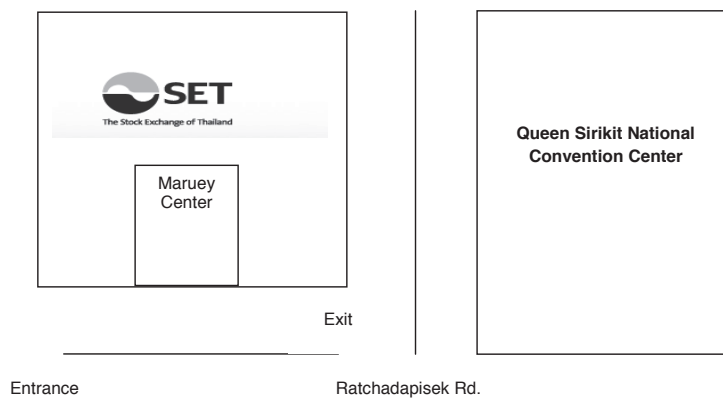 SET
The Stock Exchange of Thailand
Queen Sirikit National
Convention Center
Maruey
Center
Exit
Entrance
Ratchadapisek Rd.